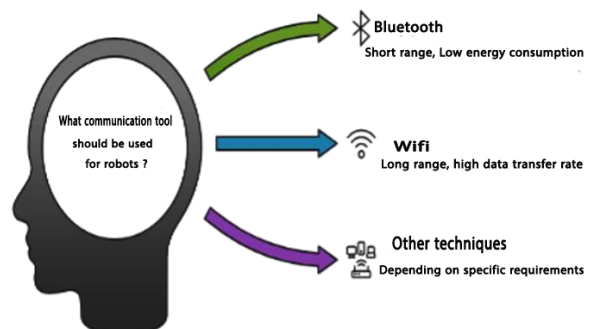 What communication tool
should be used
for robots ?
Bluetooth
Short range, Low energy consumption
Wifi
Long range, high data transfer rate
Other techniques
Depending on specific requirements